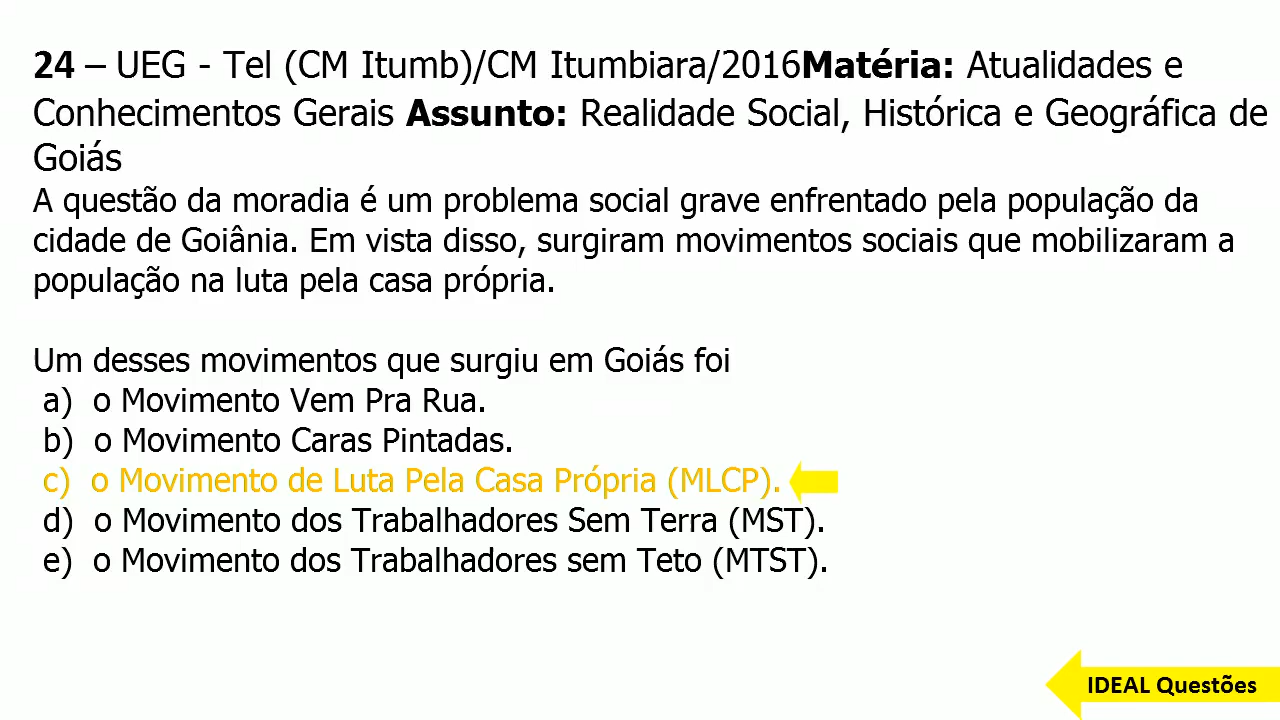 24 – UEG - Tel (CM Itumb)/CM Itumbiara/2016Matéria: Atualidades e
Conhecimentos Gerais Assunto: Realidade Social, Histórica e Geográfica de
Goiás
A questão da moradia é um problema social grave enfrentado pela população da
cidade de Goiânia. Em vista disso, surgiram movimentos sociais que mobilizaram a
população na luta pela casa própria.
Um desses movimentos que surgiu em Goiás foi
a) o Movimento Vem Pra Rua.
b) o Movimento Caras Pintadas.
c) o Movimento de Luta Pela Casa Própria (MLCP).
d) o Movimento dos Trabalhadores Sem Terra (MST).
e) o Movimento dos Trabalhadores sem Teto (MTST).
IDEAL Questões